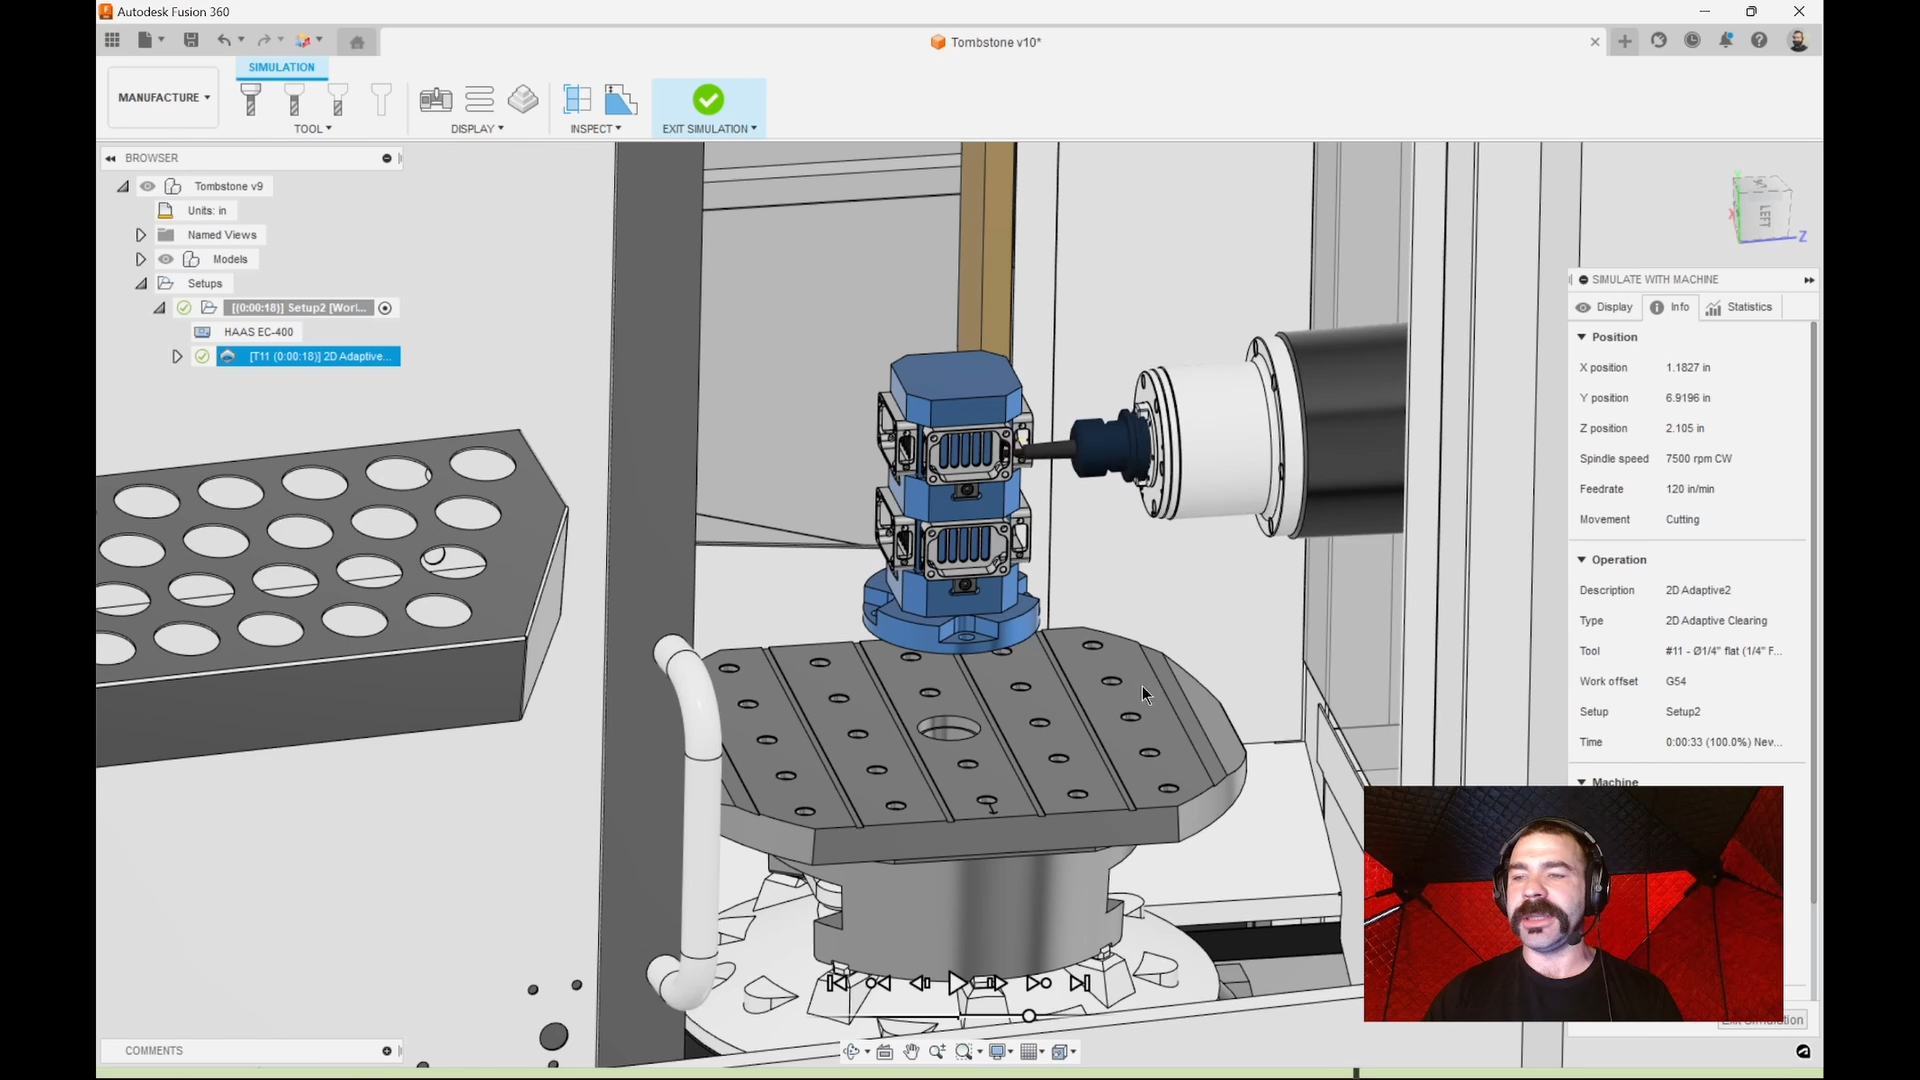 Autodesk Fusion 360
Tombstone v10*
SIMULATION
MANUFACTURE
TOOL
DISPLAY
INSPECT
EXIT SIMULATION
BROWSER
Tombstone v9
Units: in
Named Views
Models
Setups
[(0:00:18)] Setup2 [Worl...
HAAS EC-400
[T11 (0:00:18)] 2D Adaptive...
LEFT
X
Z
SIMULATE WITH MACHINE
Display
Info
Statistics
Position
X position 1.1827 in
Y position 6.9196 in
Z position 2.105 in
Spindle speed 7500 rpm CW
Feedrate 120 in/min
Movement Cutting
Operation
Description 2D Adaptive2
Type 2D Adaptive Clearing
Tool #11 - Ø1/4" flat (1/4" F...
Work offset G54
Setup Setup2
Time 0:00:33 (100.0%) Nev...
Machine
Exit Simulation
COMMENTS